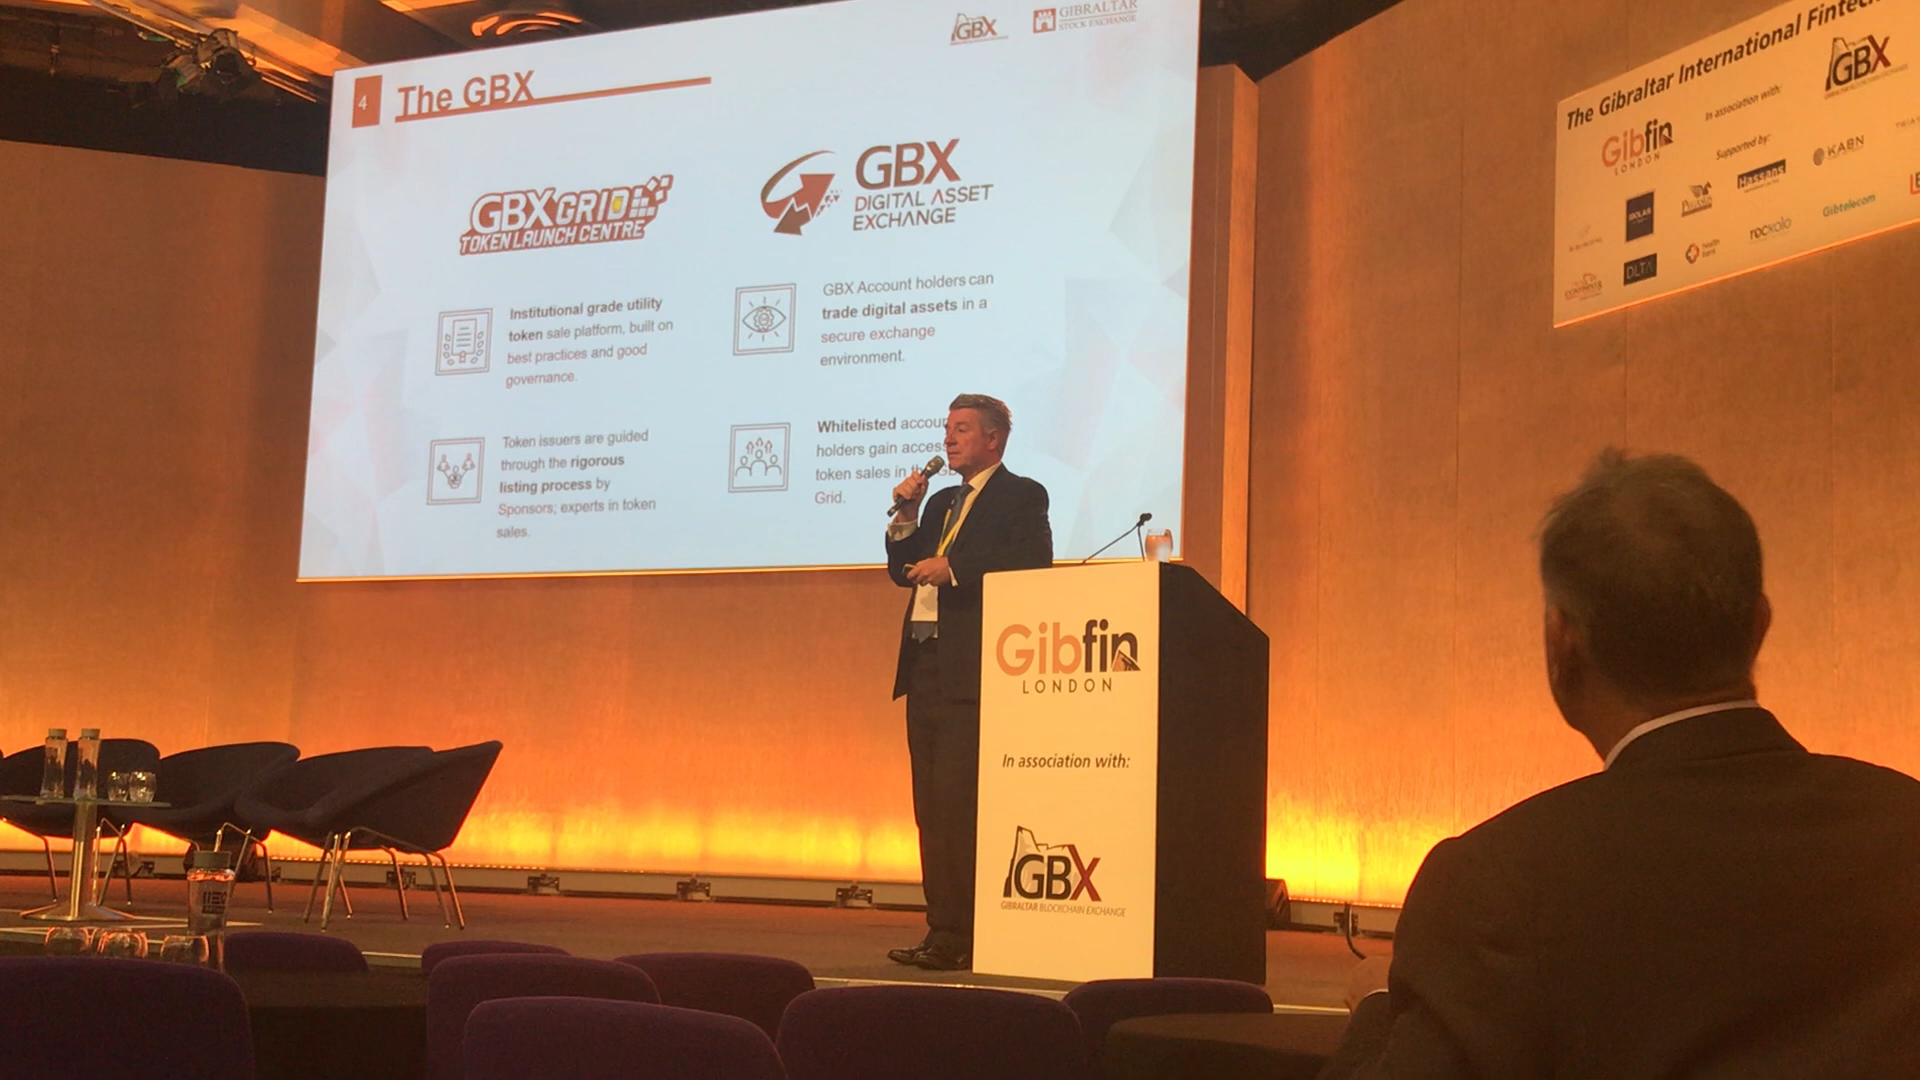 4
The GBX
GBX
GIBRALTAR
STOCK EXCHANGE
GBX GRID
TOKEN LAUNCH CENTRE
Institutional grade utility
token sale platform, built on
best practices and good
governance.
Token issuers are guided
through the rigorous
listing process by
Sponsors; experts in token
sales.
GBX
DIGITAL ASSET
EXCHANGE
GBX Account holders can
trade digital assets in a
secure exchange
environment.
Whitelisted
holders gain
token sales in
Grid.
The Gibraltar International
Gibfin
LONDON
In association with:
GBX
Supported by:
Hassans
KABN
Gibtelecom
rocxolo
DLTA
health
bank
Gibfin
LONDON
In association with:
GBX
GIBRALTAR BLOCKCHAIN EXCHANGE